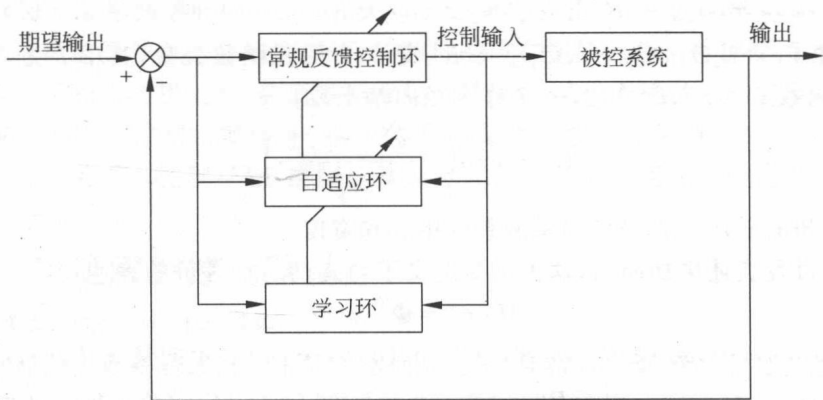 期望输出
+
−
常规反馈控制环
控制输入
被控系统
输出
自适应环
学习环